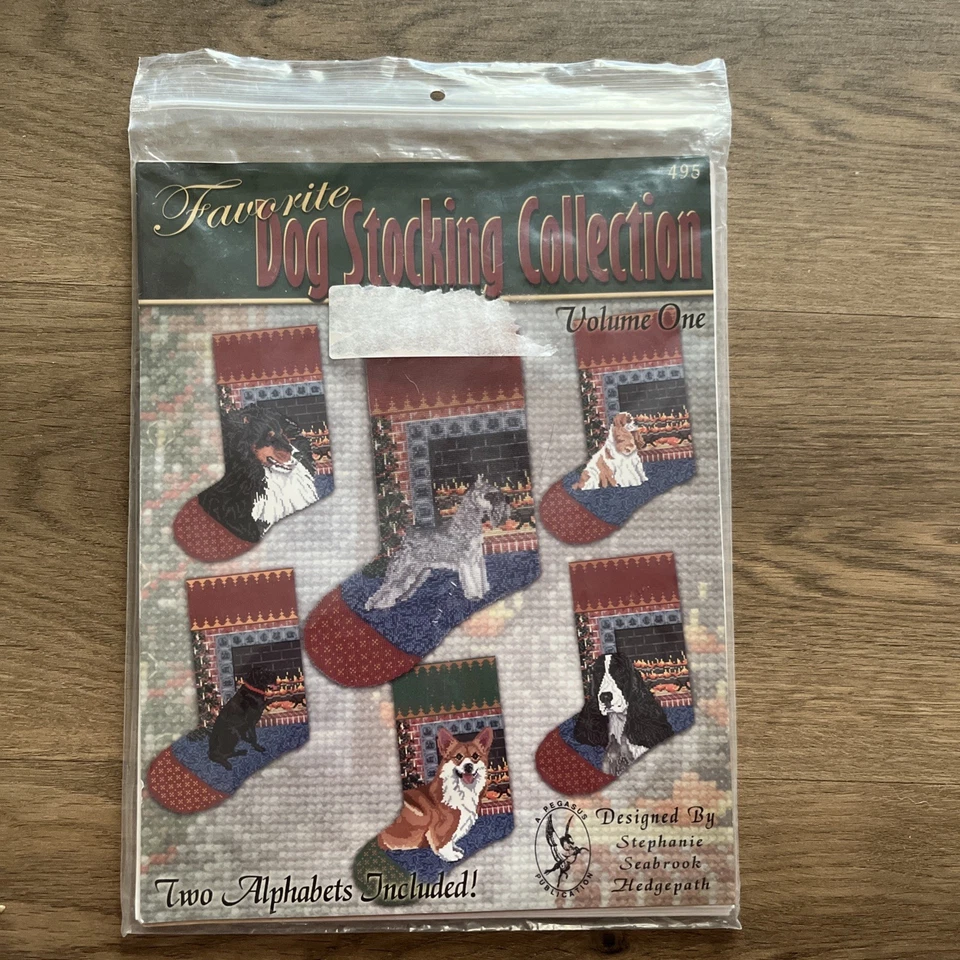 495
Favorite
Dog Stocking Collection
Volume One
A PEGASUS
PUBLICATION
Designed By
Stephanie
Seabrook
Hedgepath
Two Alphabets Included!